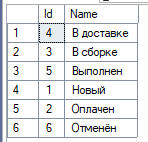 Id Name
1 4 В доставке
2 3 В сборке
3 5 Выполнен
4 1 Новый
5 2 Оплачен
6 6 Отменён